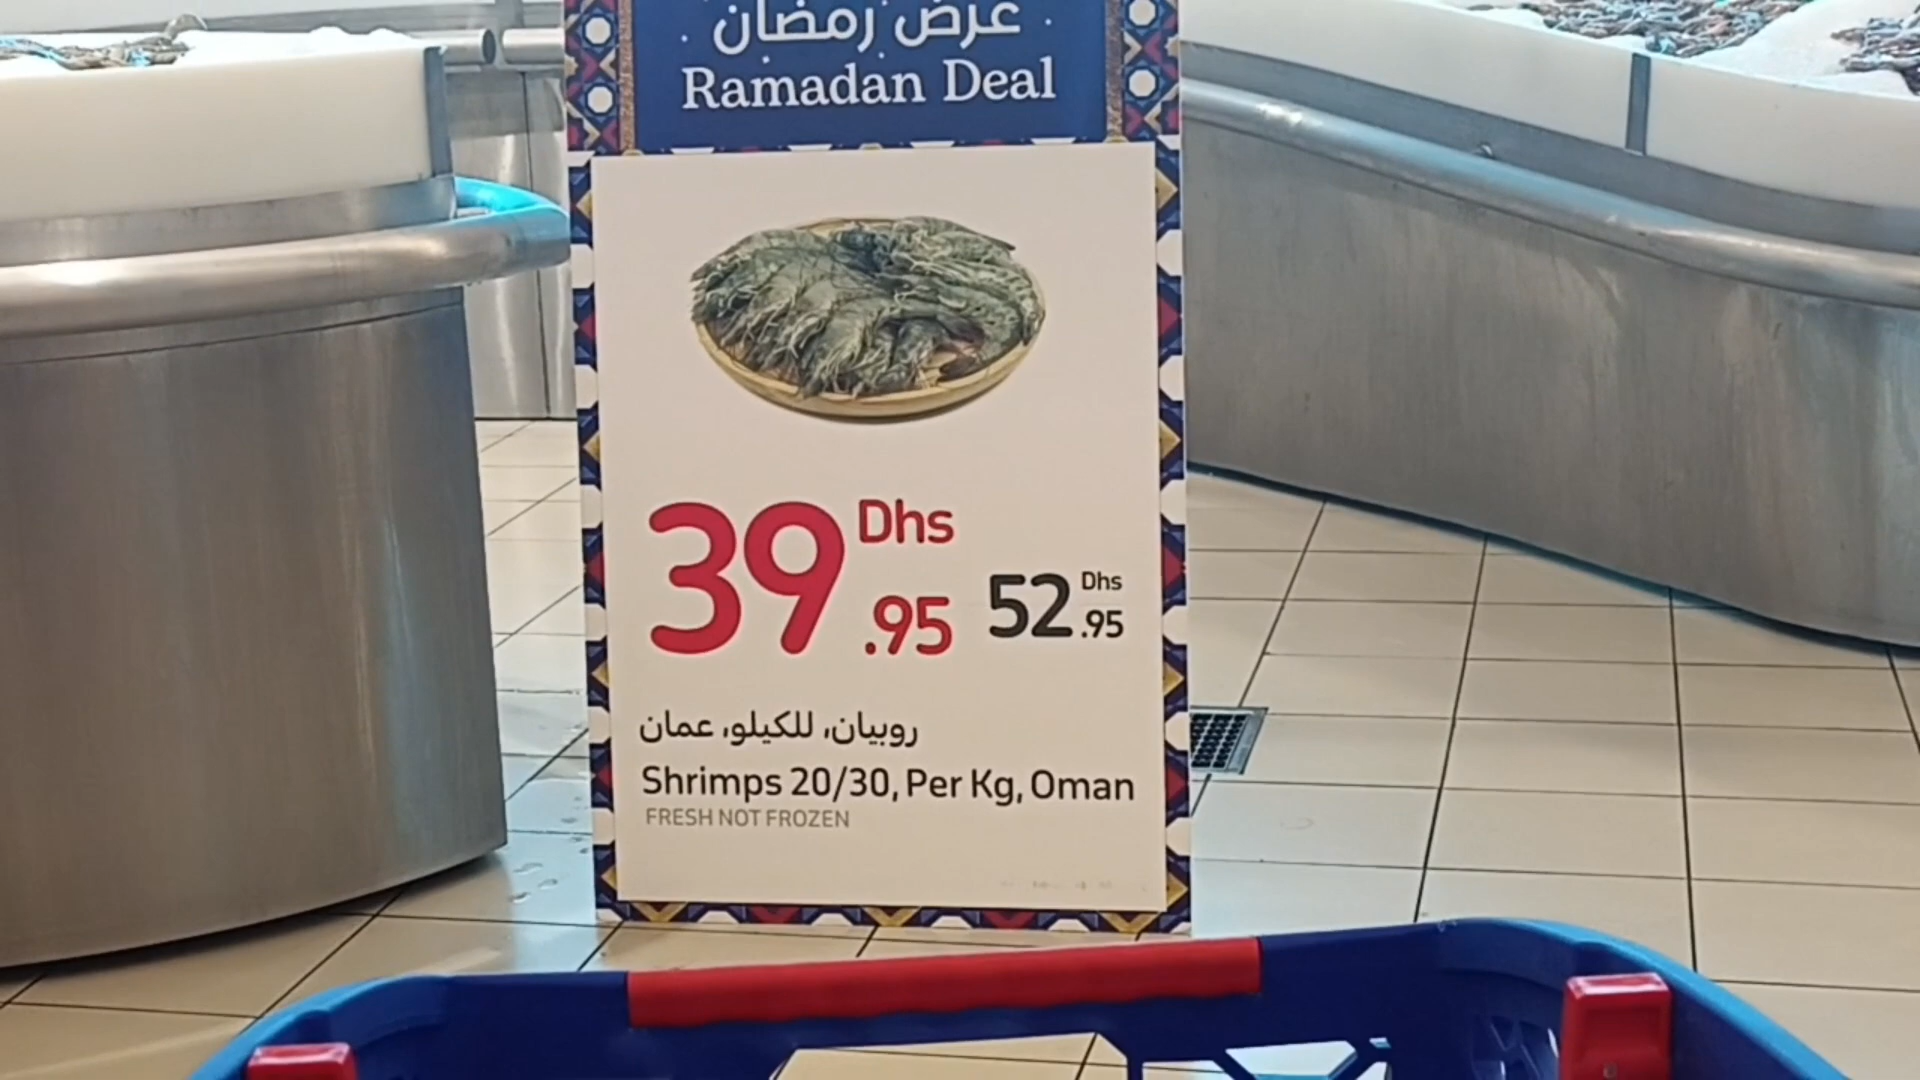 عرض رمضان
Ramadan Deal
39.95 Dhs
52.95 Dhs
روبيان، للكيلو، عمان
Shrimps 20/30, Per Kg, Oman
FRESH NOT FROZEN